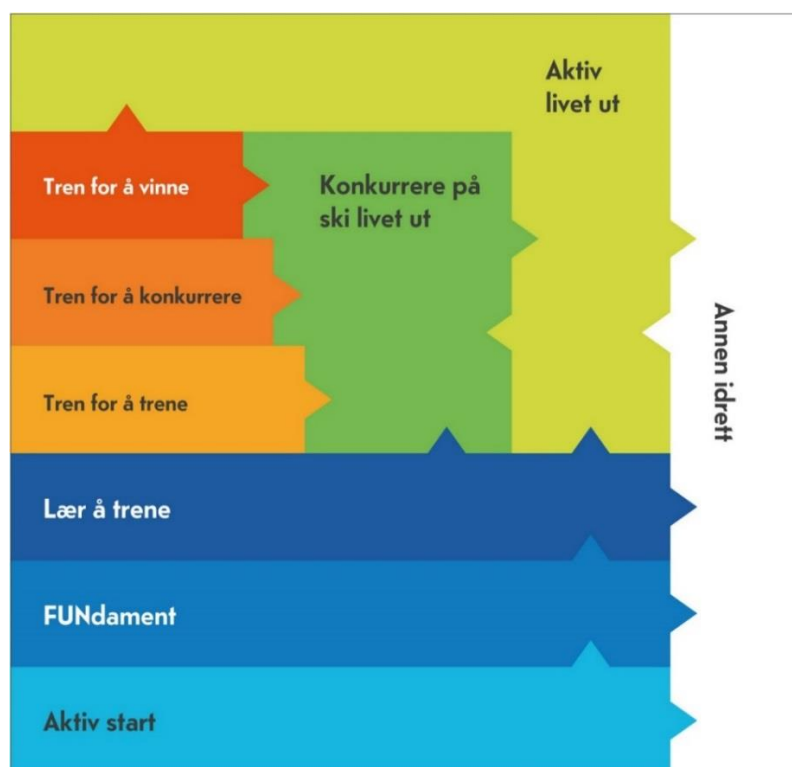 Aktiv
livet ut
Tren for å vinne
Konkurrere på
ski livet ut
Tren for å konkurrere
Tren for å trene
Annen idrett
Lær å trene
FUNdament
Aktiv start